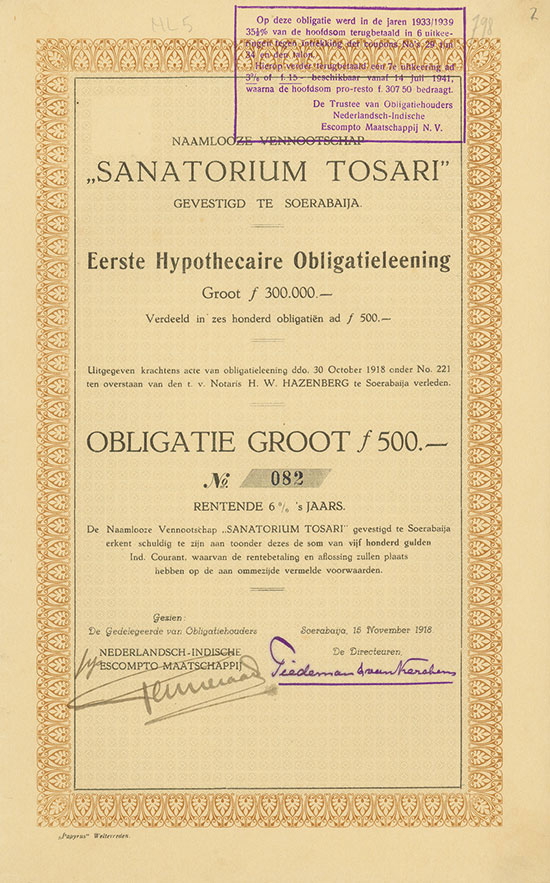 ML 5
2
Op deze obligatie werd in de jaren 1933/1939
35½% van de hoofdsom terugbetaald in 6 uitkee-
ringen tegen intrekking der coupons No's 29 t/m
34 en den talon.
Hierop verder terugbetaald een 7e uitkeering ad
3% of f. 15.— beschikbaar vanaf 14 Juli 1941,
waarna de hoofdsom pro-resto f. 307.50 bedraagt.
De Trustee van Obligatiehouders
Nederlandsch-Indische
Escompto Maatschappij N. V.
NAAMLOOZE VENNOOTSCHAP
„SANATORIUM TOSARI”
GEVESTIGD TE SOERABAIJA.
Eerste Hypothecaire Obligatieleening
Groot f 300.000.—
Verdeeld in zes honderd obligatiën ad f 500.—
Uitgegeven krachtens acte van obligatieleening ddo. 30 October 1918 onder No. 221
ten overstaan van den t. v. Notaris H. W. HAZENBERG te Soerabaija verleden.
OBLIGATIE GROOT f 500.—
No. 082
RENTENDE 6 % 's JAARS.
De Naamlooze Vennootschap „SANATORIUM TOSARI” gevestigd te Soerabaija
erkent schuldig te zijn aan toonder dezes de som van vijf honderd gulden
Ind. Courant, waarvan de rentebetaling en aflossing zullen plaats
hebben op de aan ommezijde vermelde voorwaarden.
Gezien:
De Gedelegeerde van Obligatiehouders Soerabaija, 15 November 1918.
NEDERLANDSCH-INDISCHE De Directeuren,
ESCOMPTO MAATSCHAPPIJ
Tiedeman & van Kerchem
„Papyrus” Weltevreden.